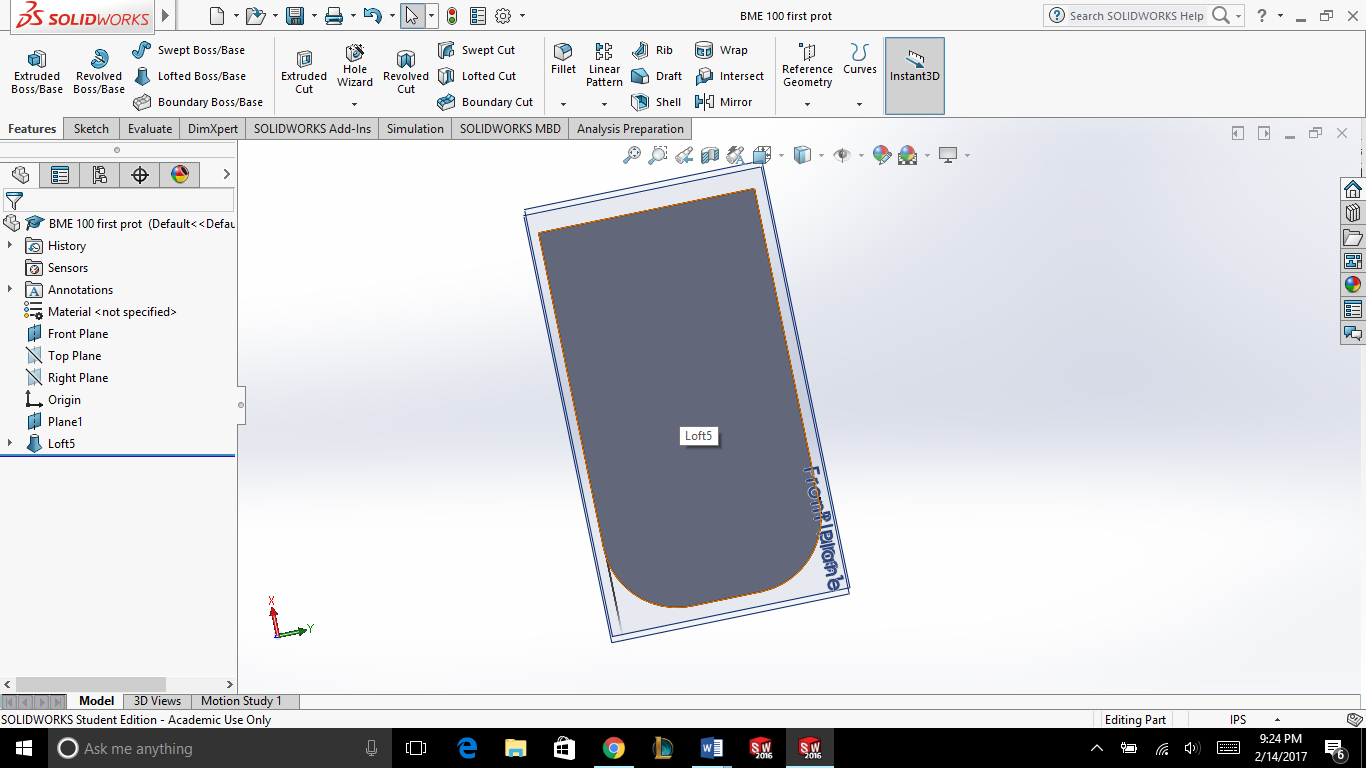 SOLIDWORKS
BME 100 first prot
Search SOLIDWORKS Help
?
Extruded Boss/Base
Revolved Boss/Base
Swept Boss/Base
Lofted Boss/Base
Boundary Boss/Base
Extruded Cut
Hole Wizard
Revolved Cut
Swept Cut
Lofted Cut
Boundary Cut
Fillet
Linear Pattern
Rib
Draft
Shell
Wrap
Intersect
Mirror
Reference Geometry
Curves
Instant3D
Features
Sketch
Evaluate
DimXpert
SOLIDWORKS Add-Ins
Simulation
SOLIDWORKS MBD
Analysis Preparation
BME 100 first prot (Default<<Defau
History
Sensors
A Annotations
Material <not specified>
Front Plane
Top Plane
Right Plane
Origin
Plane1
Loft5
Loft5
X
Y
Model
3D Views
Motion Study 1
SOLIDWORKS Student Edition - Academic Use Only
Editing Part
IPS
Ask me anything
SW 2016
SW 2016
9:24 PM
2/14/2017
6